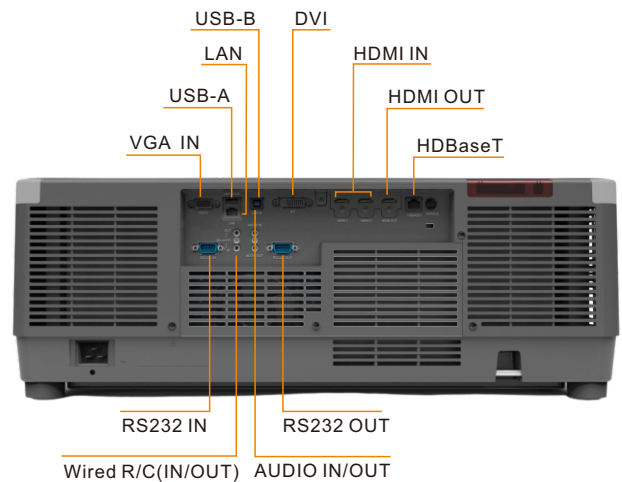 USB-B DVI
LAN HDMI IN
USB-A HDMI OUT
VGA IN HDBaseT
RS232 IN RS232 OUT
Wired R/C(IN/OUT) AUDIO IN/OUT